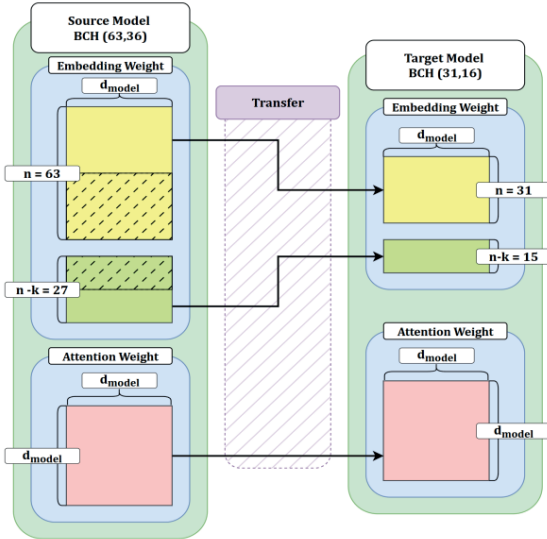 Source Model
BCH (63,36)
Embedding Weight
dmodel
n = 63
n -k = 27
Attention Weight
dmodel
dmodel
Transfer
Target Model
BCH (31,16)
Embedding Weight
dmodel
n = 31
n-k = 15
Attention Weight
dmodel
dmodel